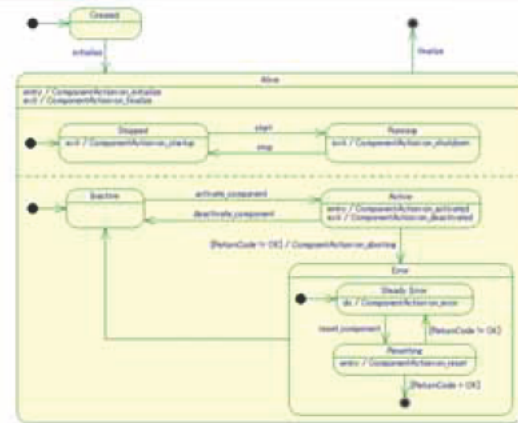 Created
initialize
finalize
Alive
entry / ComponentAction::on_initialize
exit / ComponentAction::on_finalize
Stopped
exit / ComponentAction::on_startup
start
stop
Running
exit / ComponentAction::on_shutdown
Inactive
activate_component
deactivate_component
Active
entry / ComponentAction::on_activated
exit / ComponentAction::on_deactivated
[ReturnCode != OK] / ComponentAction::on_aborting
Error
Steady Error
do / ComponentAction::on_error
reset_component
[ReturnCode != OK]
Resetting
entry / ComponentAction::on_reset
[ReturnCode = OK]